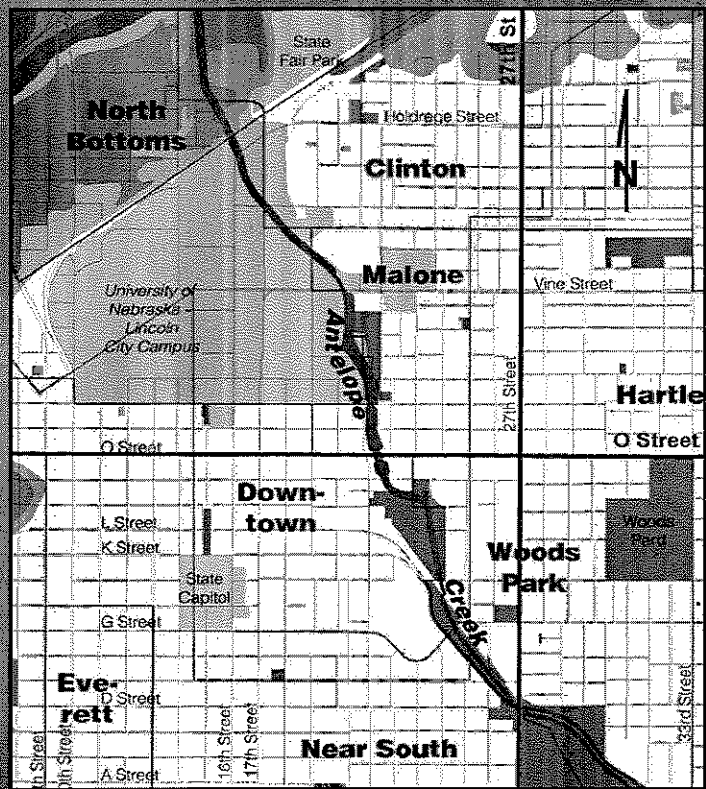 State
Fair Park
27th St
North
Bottoms
Holdrege Street
Clinton
N
Malone
Vine Street
University of
Nebraska -
Lincoln
City Campus
Antelope
27th Street
Hartle
O Street
O Street
Down-
town
L Street
K Street
Woods
Park
Woods
State
Capitol
Creek
G Street
Eve-
rett
D Street
16th Street
17th Street
33rd Street
Near South
A Street